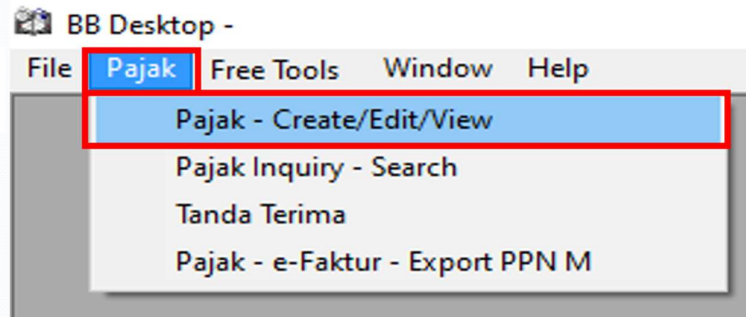 BB Desktop -
File Pajak Free Tools Window Help
Pajak - Create/Edit/View
Pajak Inquiry - Search
Tanda Terima
Pajak - e-Faktur - Export PPN M